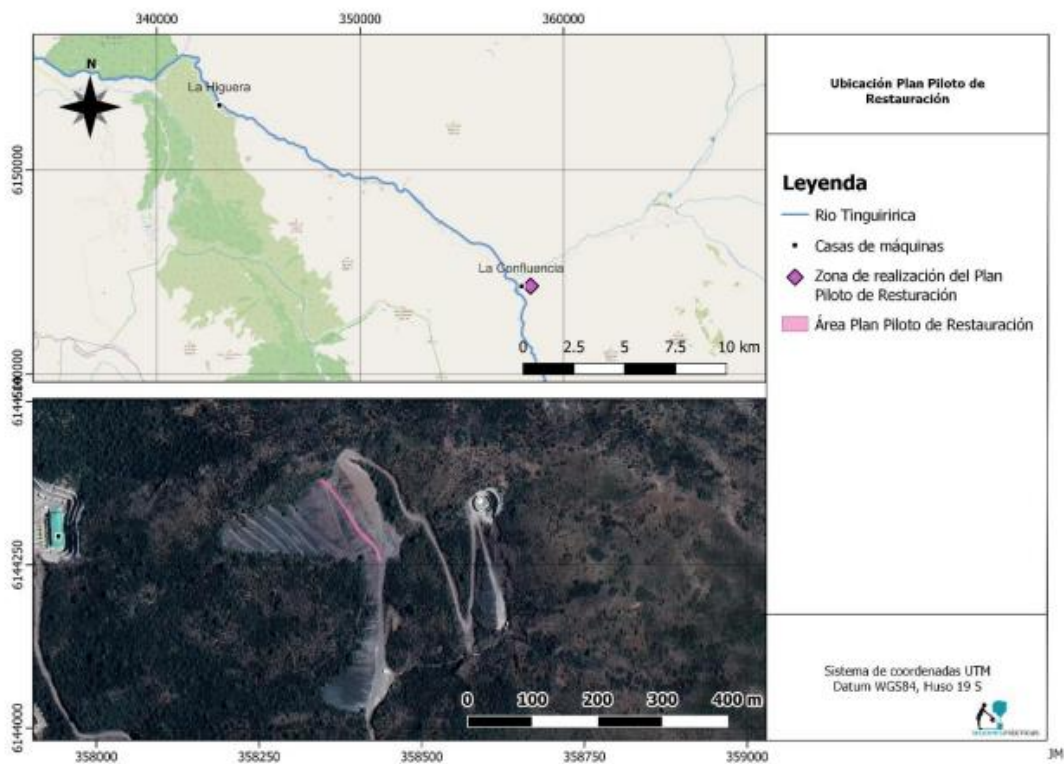 340000 350000 360000
N
La Higuera
6150000
La Confluencia
0 2.5 5 7.5 10 km
Ubicación Plan Piloto de
Restauración
Leyenda
Rio Tinguiririca
Casas de máquinas
Zona de realización del Plan
Piloto de Resturación
Área Plan Piloto de Restauración
6144250
6144000
0 100 200 300 400 m
358000 358250 358500 358750 359000
Sistema de coordenadas UTM
Datum WGS84, Huso 19 S
JM